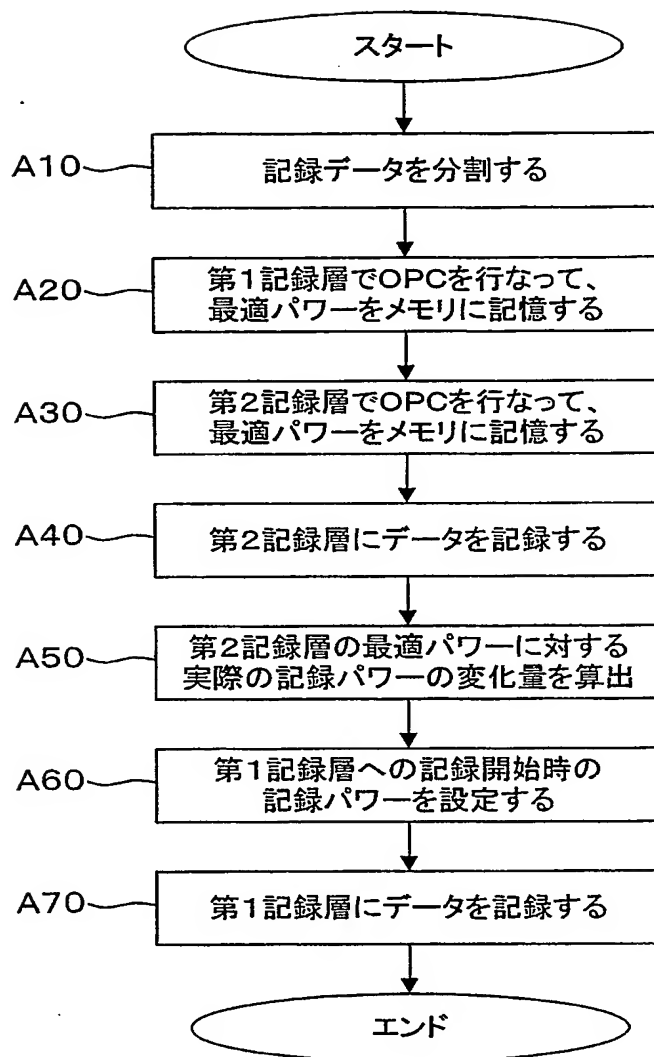 スタート
A10
記録データを分割する
A20
第1記録層でOPCを行なって、
最適パワーをメモリに記憶する
A30
第2記録層でOPCを行なって、
最適パワーをメモリに記憶する
A40
第2記録層にデータを記録する
A50
第2記録層の最適パワーに対する
実際の記録パワーの変化量を算出
A60
第1記録層への記録開始時の
記録パワーを設定する
A70
第1記録層にデータを記録する
エンド